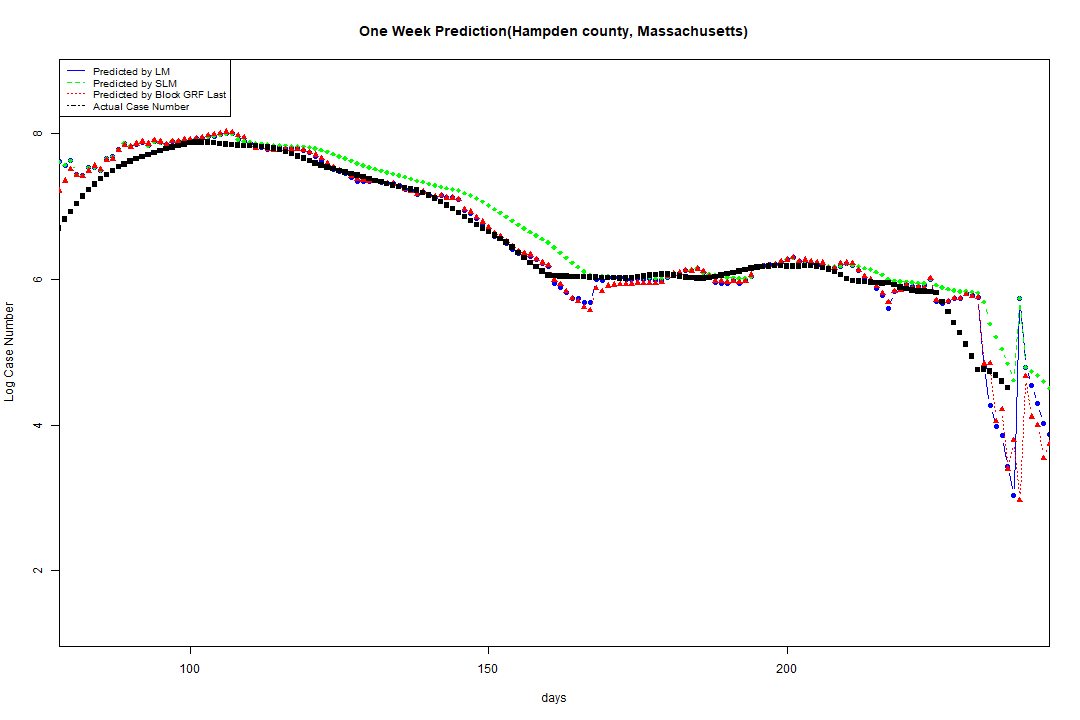 One Week Prediction(Hampden county, Massachusetts)
Predicted by LM
Predicted by SLM
Predicted by Block GRF Last
Actual Case Number
8
6
4
2
Log Case Number
100 150 200
days